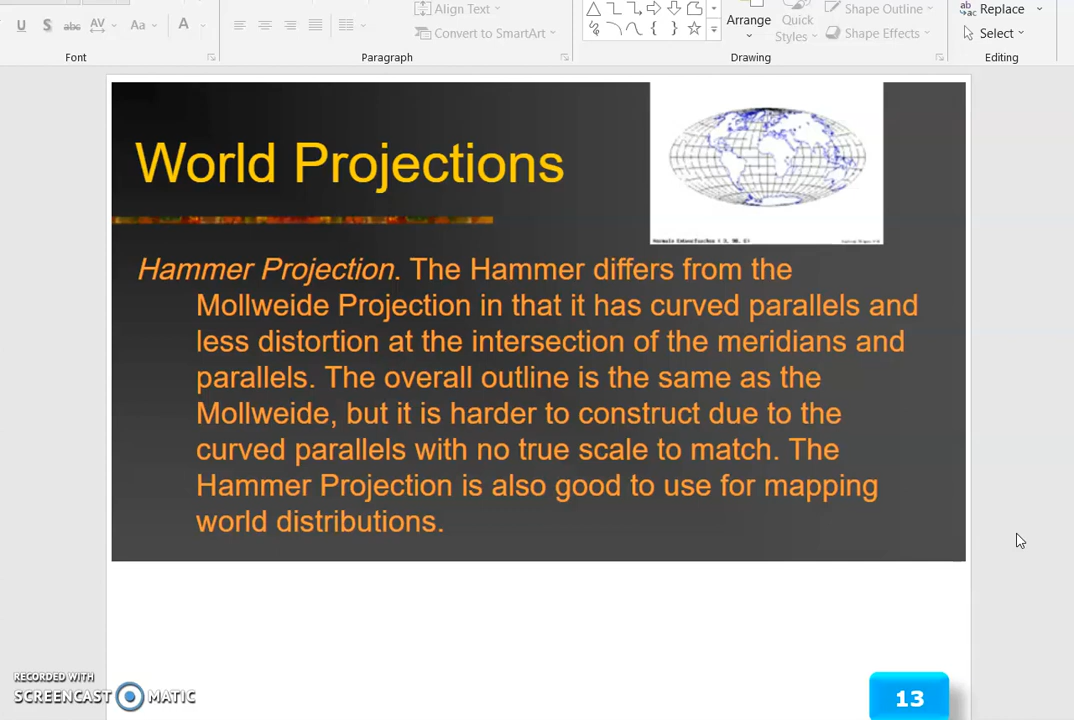 Align Text
Replace
U S abc AV Aa A
Arrange
Quick
Styles
Shape Outline
Convert to SmartArt
Shape Effects
Select
Font
Paragraph
Drawing
Editing
World Projections
Hammer Projection. The Hammer differs from the
Mollweide Projection in that it has curved parallels and
less distortion at the intersection of the meridians and
parallels. The overall outline is the same as the
Mollweide, but it is harder to construct due to the
curved parallels with no true scale to match. The
Hammer Projection is also good to use for mapping
world distributions.
RECORDED WITH
SCREENCAST MATIC
13